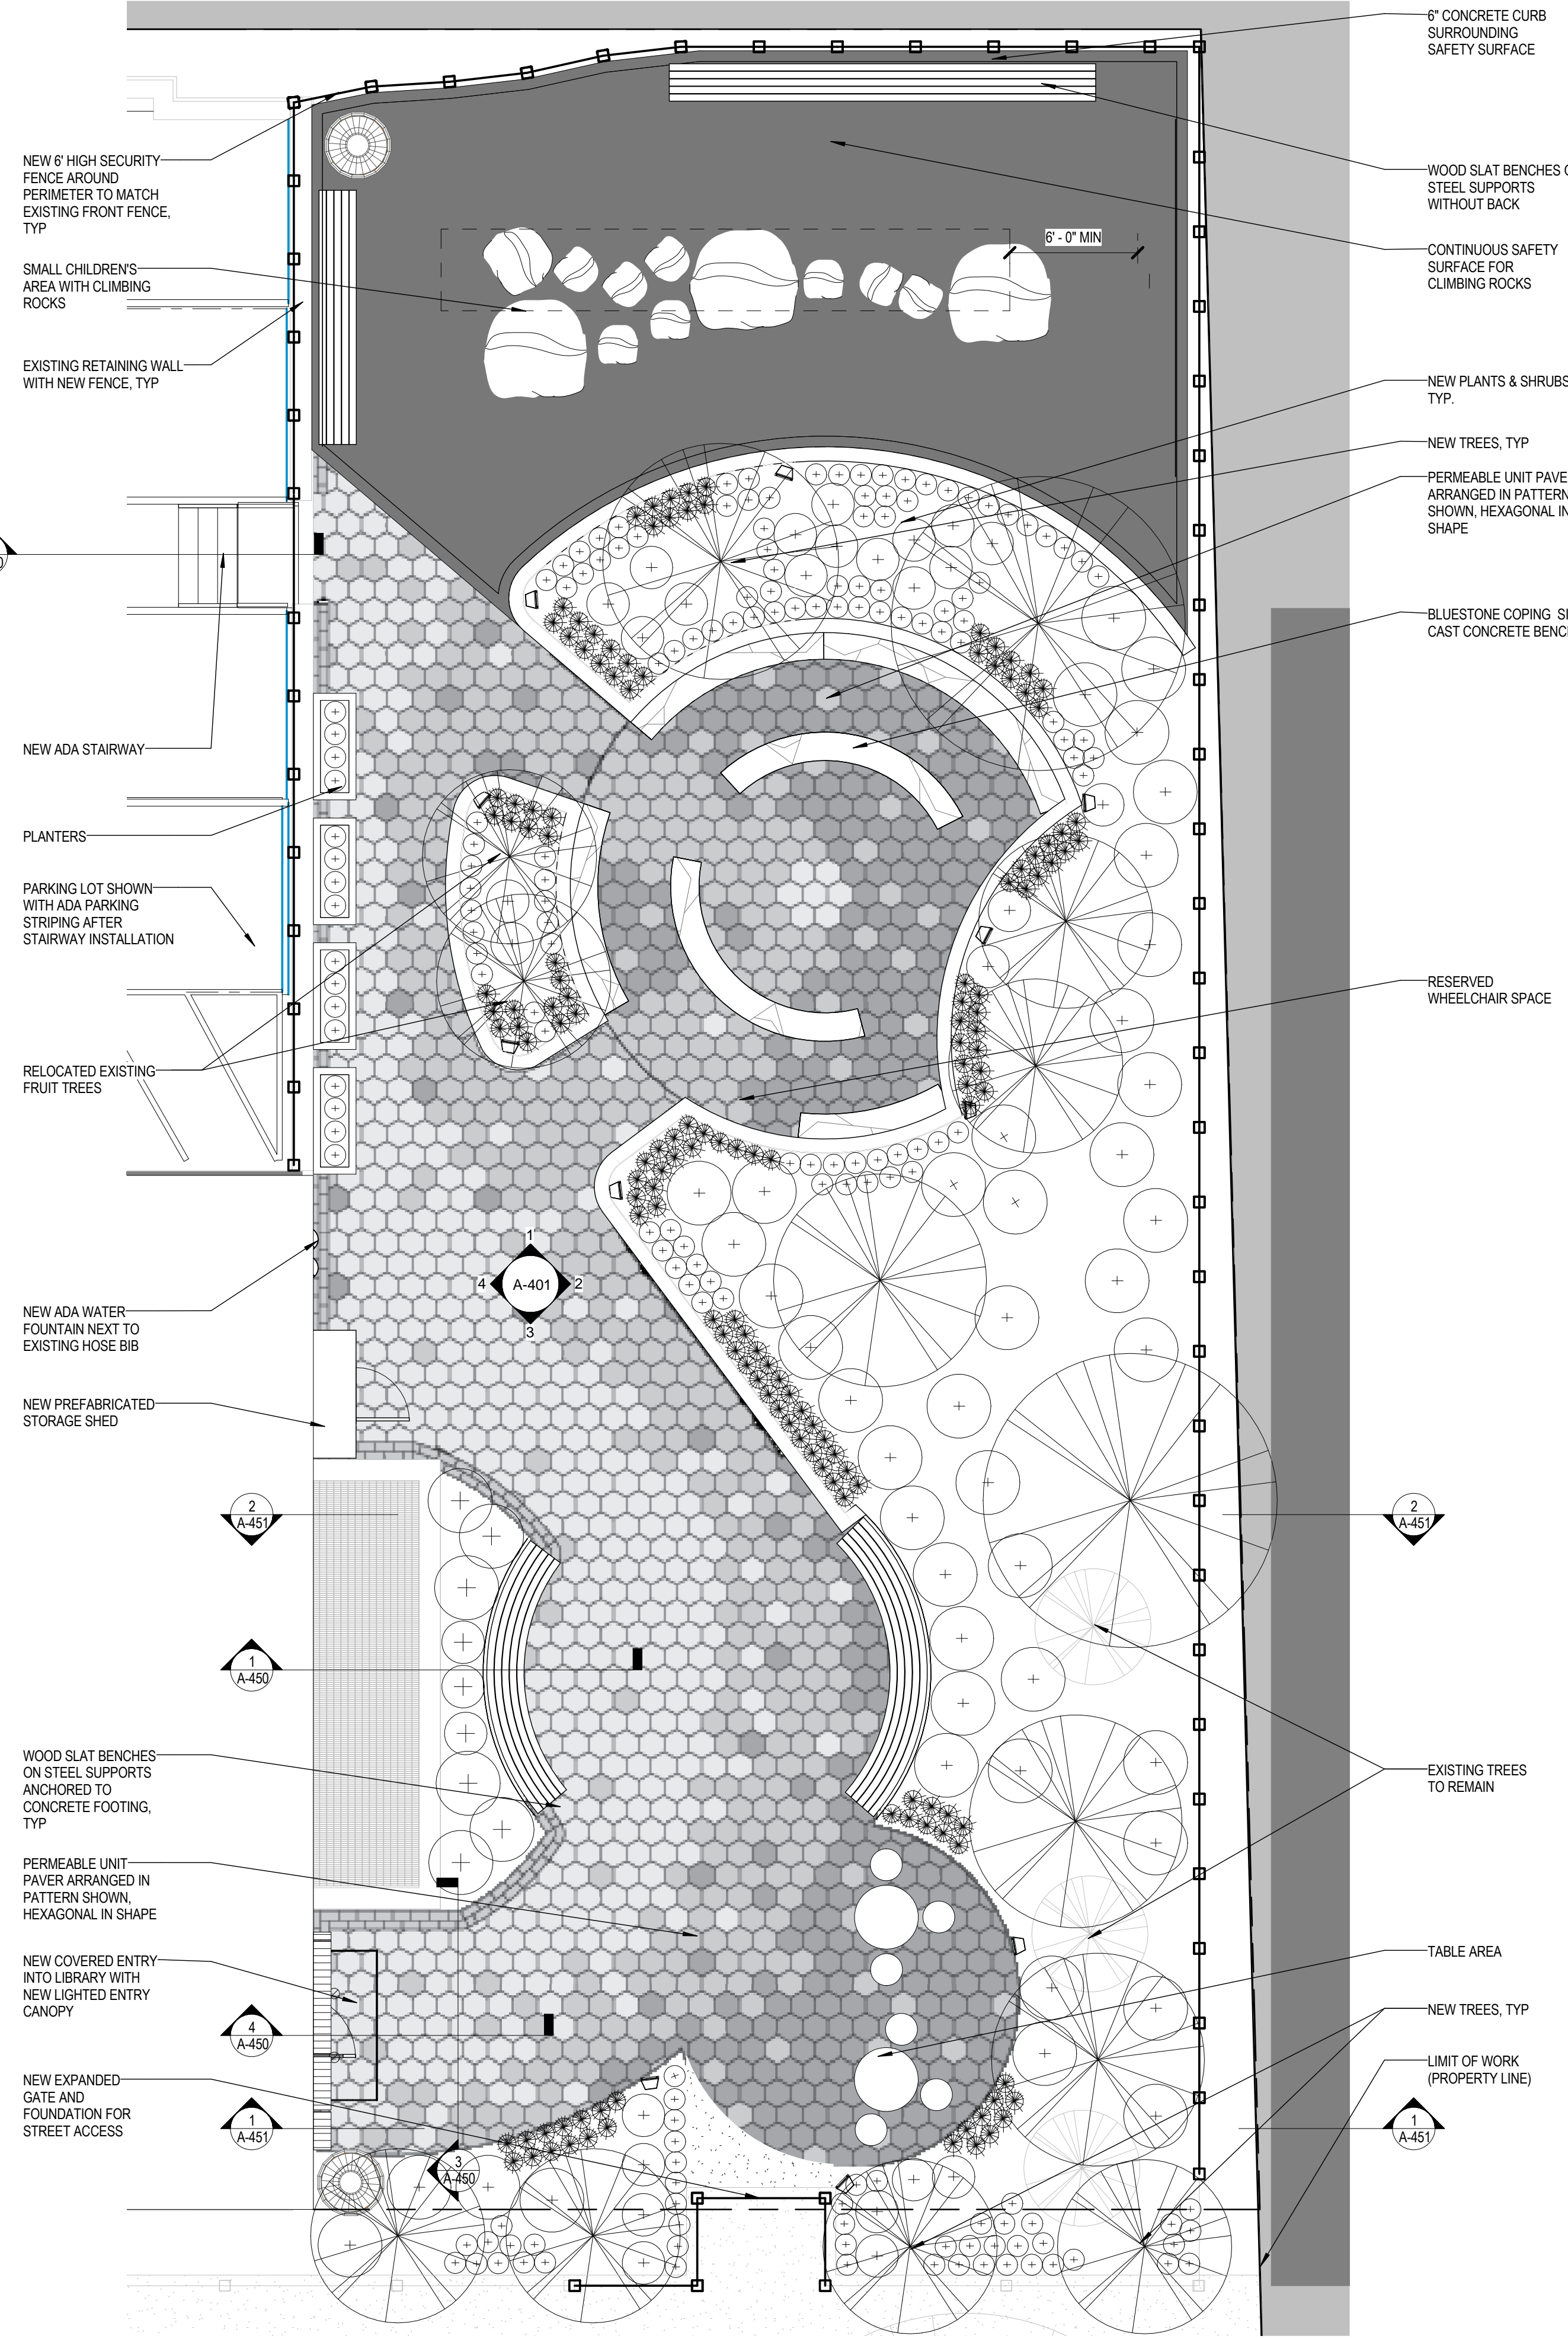 6" CONCRETE CURB
SURROUNDING
SAFETY SURFACE
NEW 6' HIGH SECURITY
FENCE AROUND
PERIMETER TO MATCH
EXISTING FRONT FENCE,
TYP
WOOD SLAT BENCHES
STEEL SUPPORTS
WITHOUT BACK
6' - 0" MIN
CONTINUOUS SAFETY
SURFACE FOR
CLIMBING ROCKS
SMALL CHILDREN'S
AREA WITH CLIMBING
ROCKS
EXISTING RETAINING WALL
WITH NEW FENCE, TYP
NEW PLANTS & SHRUBS
TYP.
NEW TREES, TYP
PERMEABLE UNIT PAVE
ARRANGED IN PATTERN
SHOWN, HEXAGONAL IN
SHAPE
BLUESTONE COPING
CAST CONCRETE BENC
NEW ADA STAIRWAY
PLANTERS
PARKING LOT SHOWN
WITH ADA PARKING
STRIPING AFTER
STAIRWAY INSTALLATION
RESERVED
WHEELCHAIR SPACE
RELOCATED EXISTING
FRUIT TREES
1
4 A-401 2
3
NEW ADA WATER
FOUNTAIN NEXT TO
EXISTING HOSE BIB
NEW PREFABRICATED
STORAGE SHED
2
A-451
2
A-451
1
A-450
WOOD SLAT BENCHES
ON STEEL SUPPORTS
ANCHORED TO
CONCRETE FOOTING,
TYP
EXISTING TREES
TO REMAIN
PERMEABLE UNIT
PAVER ARRANGED IN
PATTERN SHOWN,
HEXAGONAL IN SHAPE
NEW COVERED ENTRY
INTO LIBRARY WITH
NEW LIGHTED ENTRY
CANOPY
TABLE AREA
4
A-450
NEW TREES, TYP
NEW EXPANDED
GATE AND
FOUNDATION FOR
STREET ACCESS
LIMIT OF WORK
(PROPERTY LINE)
1
A-451
1
A-451
3
A-450